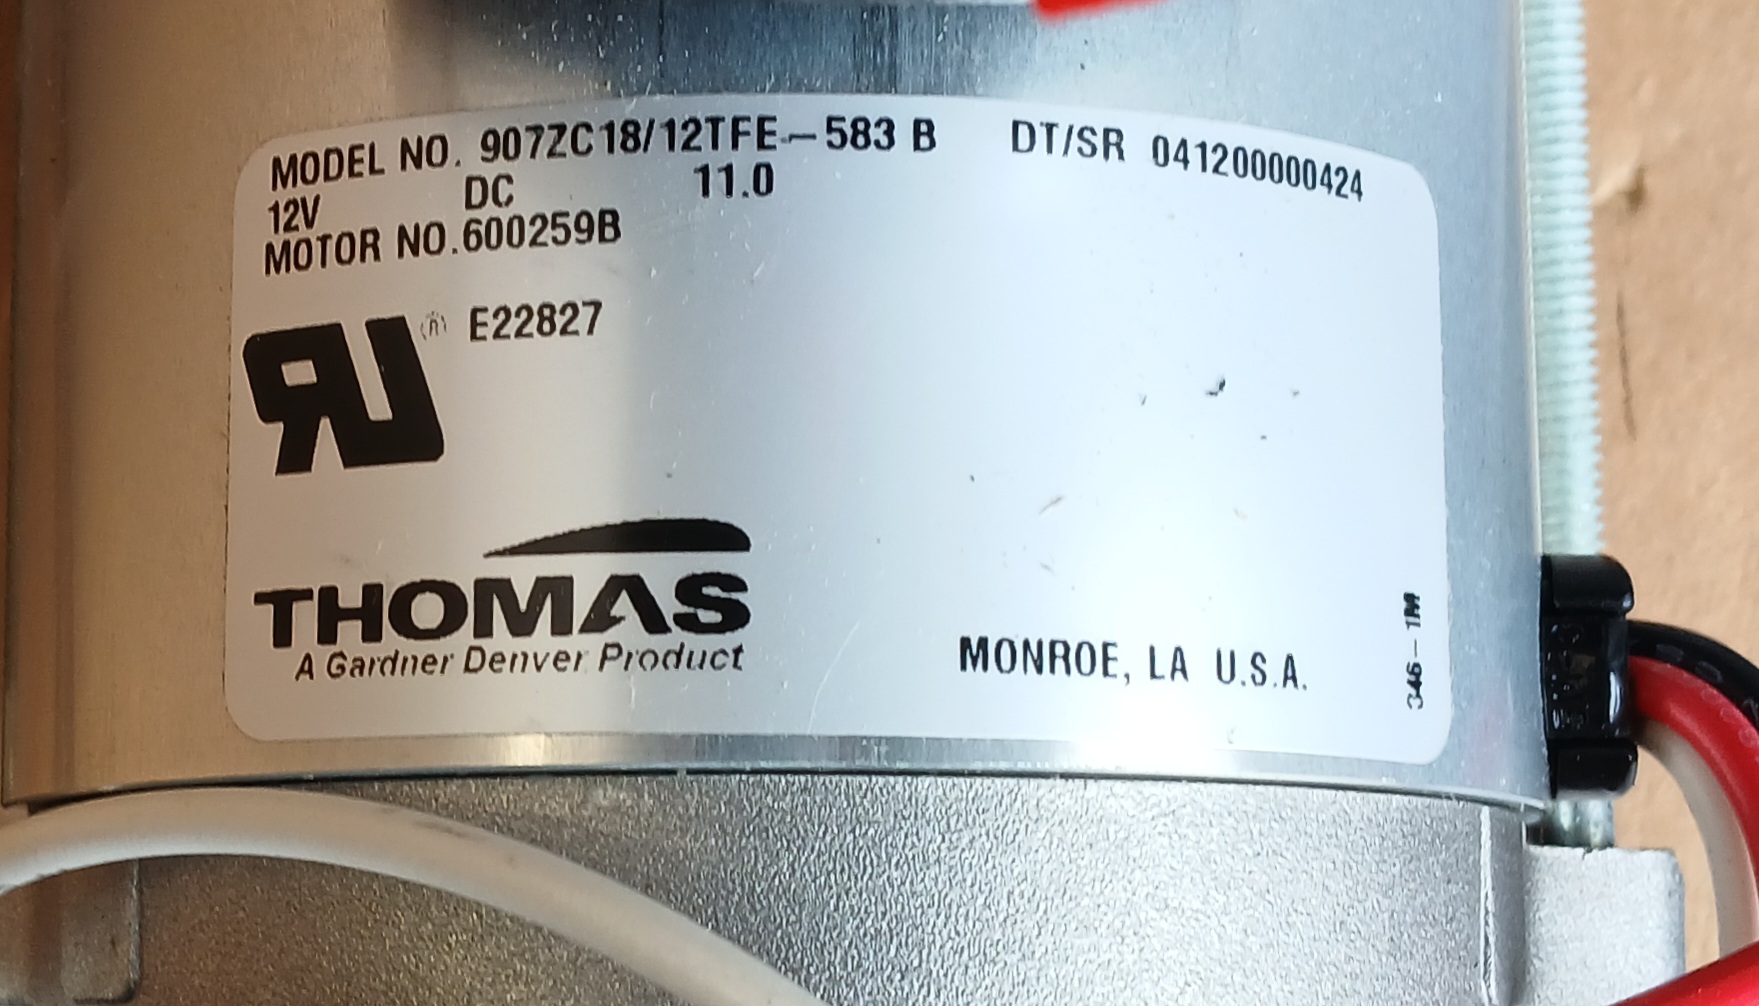 MODEL NO. 907ZC18/12TFE-583 B DT/SR 041200000424
12V DC 11.0
MOTOR NO. 600259B
RU ® E22827
THOMAS
A Gardner Denver Product
MONROE, LA U.S.A.
346-1M